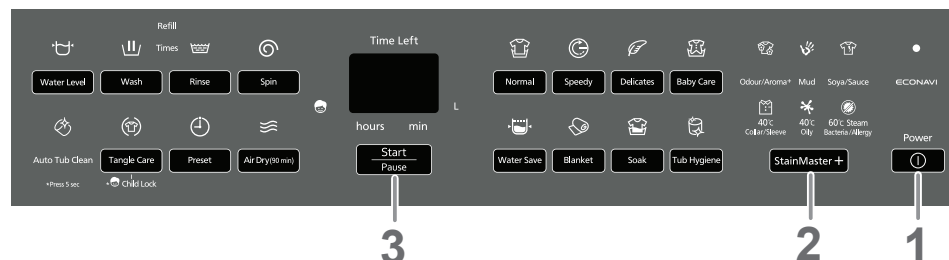 Refill
Times
Water Level
Wash
Rinse
Spin
Auto Tub Clean
*Press 5 sec
Tangle Care
* Child Lock
Preset
Air Dry(90 min)
Time Left
L
hours min
Start
Pause
Normal
Speedy
Delicates
Baby Care
Water Save
Blanket
Soak
Tub Hygiene
Odour/Aroma+
Mud
Soya/Sauce
40℃
Collar/Sleeve
40℃
Oily
60℃ Steam
Bacteria/Allergy
StainMaster+
ECONAVI
Power
3
2
1